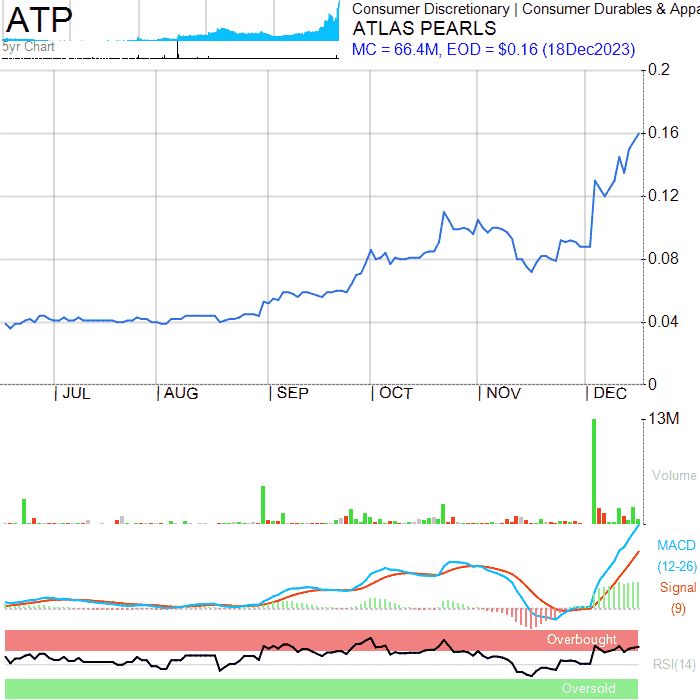 ATP
5yr Chart
Consumer Discretionary | Consumer Durables & Appa
ATLAS PEARLS
MC = 66.4M, EOD = $0.16 (18Dec2023)
0.2
0.16
0.12
0.08
0.04
0
JUL
AUG
SEP
OCT
NOV
DEC
13M
Volume
MACD
(12-26)
Signal
(9)
Overbought
RSI(14)
Oversold